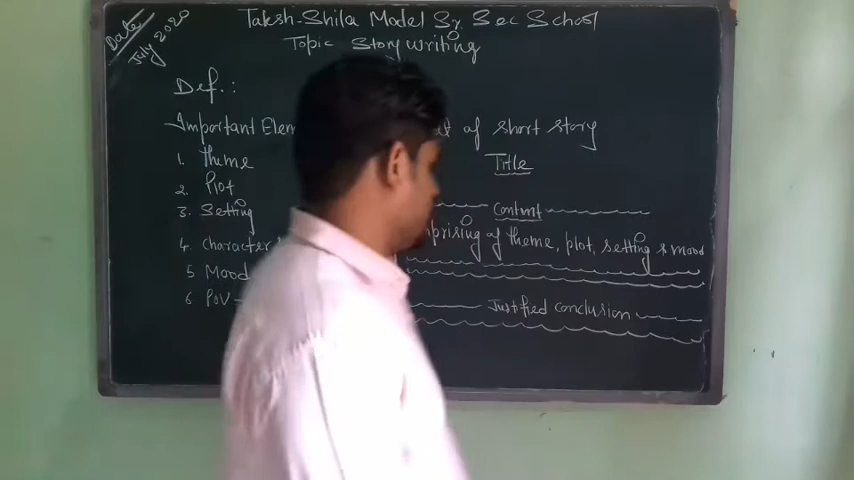 Date
July 2020
Taksh-Shila Model Sr Sec School
Topic Story writing
Def.:
Important Elem
of short story
1. theme
2. Plot
3. Setting
4. Character
5 Mood
6 PoV-
Title
Content
mprising of theme, plot, setting & mood
Justified conclusion